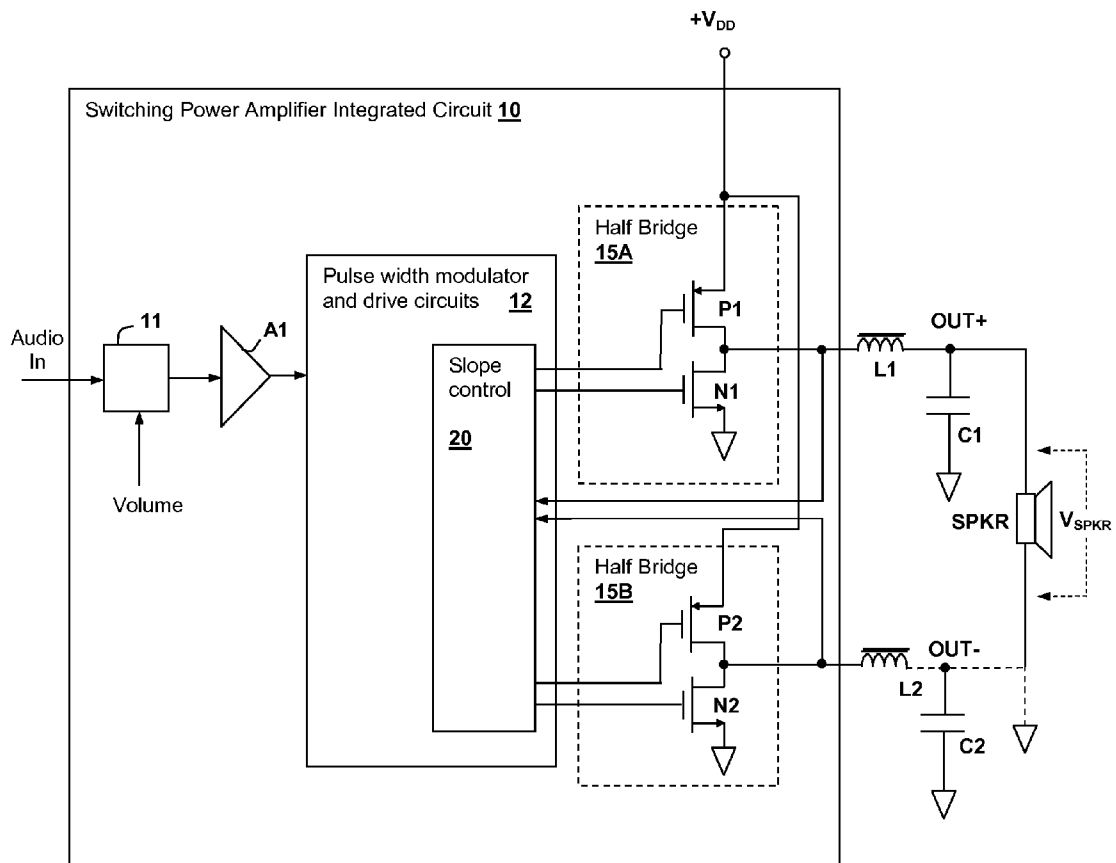 +VDD
Switching Power Amplifier Integrated Circuit 10
Half Bridge
15A
Pulse width modulator
and drive circuits 12
P1
11
A1
Audio
In
OUT+
Slope
control
L1
N1
20
C1
Volume
SPKR
VSPKR
Half Bridge
15B
P2
OUT-
L2
N2
C2